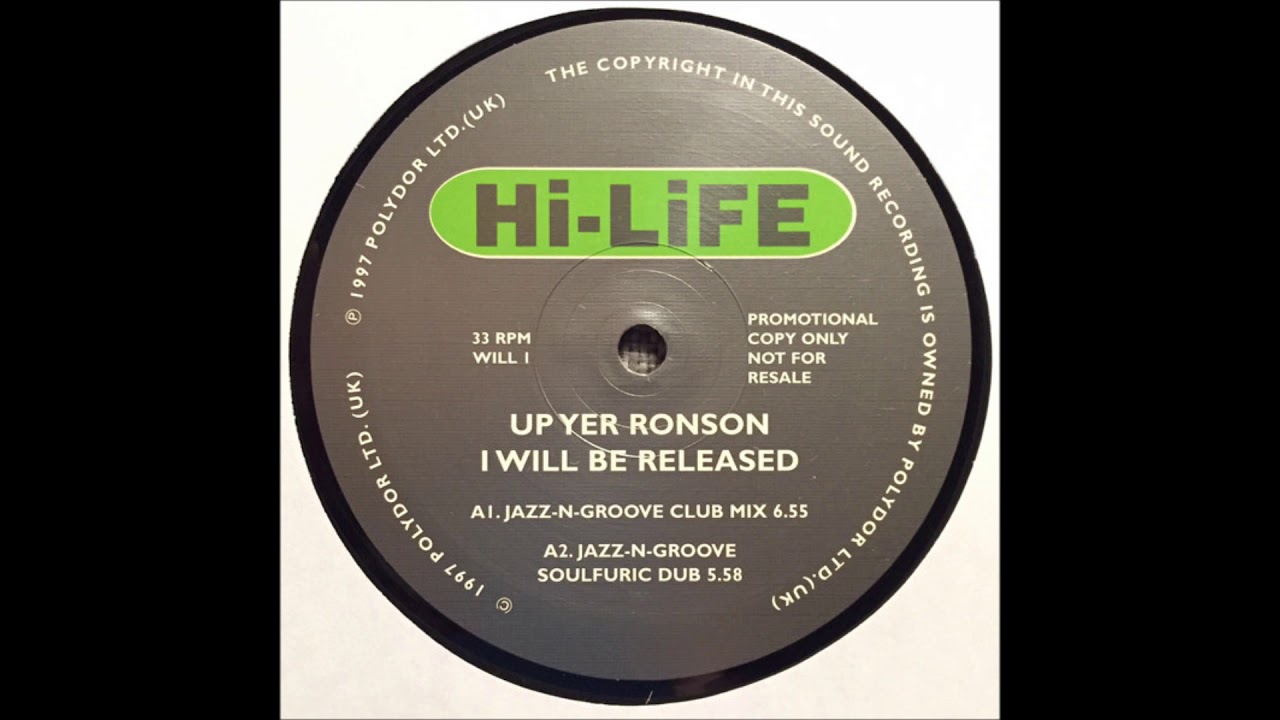 THE COPYRIGHT IN THIS SOUND RECORDING IS OWNED BY POLYDOR LTD.(UK)
℗ 1997 POLYDOR LTD.(UK)
© 1997 POLYDOR LTD.(UK)
Hi-LiFE
33 RPM
WILL 1
PROMOTIONAL
COPY ONLY
NOT FOR
RESALE
UP YER RONSON
I WILL BE RELEASED
A1. JAZZ-N-GROOVE CLUB MIX 6.55
A2. JAZZ-N-GROOVE
SOULFURIC DUB 5.58